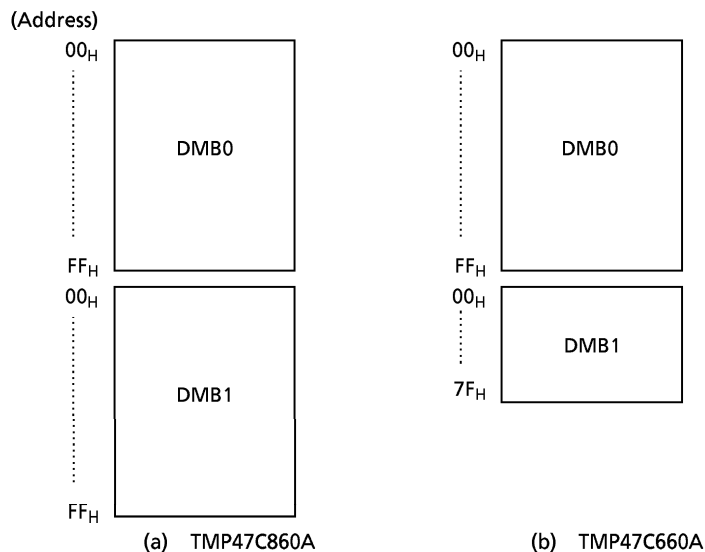 (Address)
00H
DMB0
FFH
00H
DMB1
FFH
(a) TMP47C860A
00H
DMB0
FFH
00H
DMB1
7FH
(b) TMP47C660A